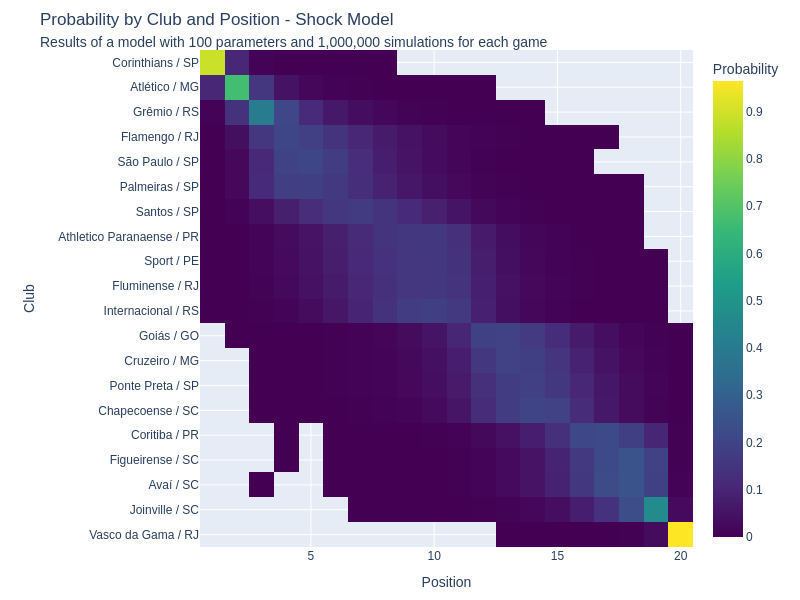 Probability by Club and Position - Shock Model
Results of a model with 100 parameters and 1,000,000 simulations for each game
Probability
Corinthians / SP
Atlético / MG
Grêmio / RS
Flamengo / RJ
São Paulo / SP
Palmeiras / SP
Santos / SP
Athletico Paranaense / PR
Sport / PE
Fluminense / RJ
Internacional / RS
Goiás / GO
Cruzeiro / MG
Ponte Preta / SP
Chapecoense / SC
Coritiba / PR
Figueirense / SC
Avaí / SC
Joinville / SC
Vasco da Gama / RJ
Club
5
10
15
20
Position
0.9
0.8
0.7
0.6
0.5
0.4
0.3
0.2
0.1
0